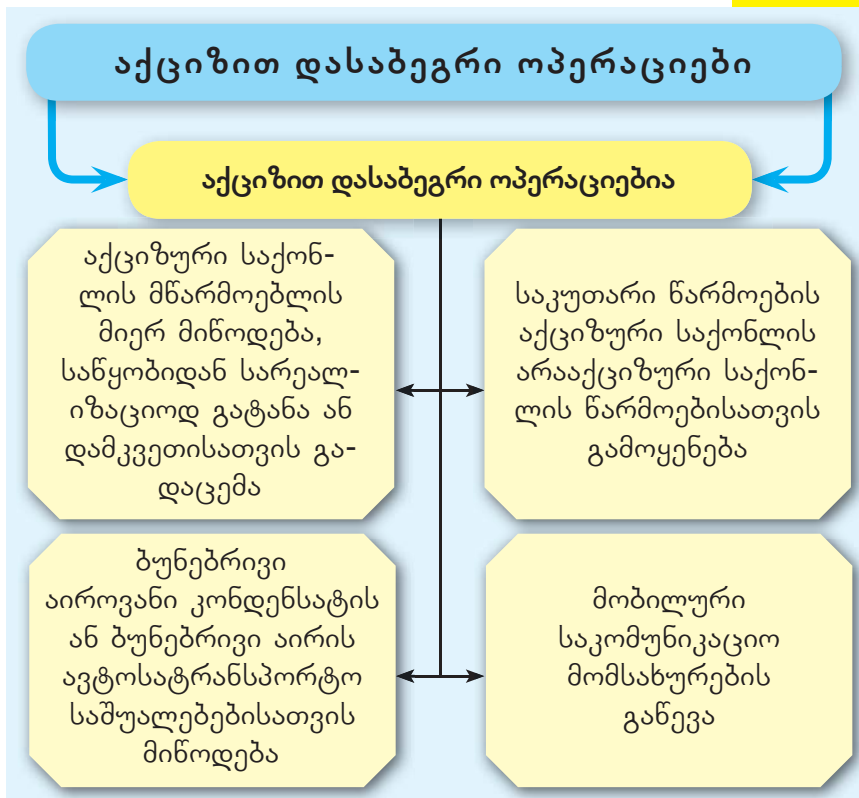 აქციზით დასაბეგრი ოპერაციები
აქციზით დასაბეგრი ოპერაციებია
აქციზური საქონ-
ლის მწარმოებლის
მიერ მიწოდება,
საწყობიდან სარეალ-
იზაციოდ გატანა ან
დამკვეთისათვის გა-
დაცემა
საკუთარი წარმოების
აქციზური საქონლის
არააქციზური საქონ-
ლის წარმოებისათვის
გამოყენება
ბუნებრივი
აიროვანი კონდენსატის
ან ბუნებრივი აირის
ავტოსატრანსპორტო
საშუალებებისათვის
მიწოდება
მობილური
საკომუნიკაციო
მომსახურების
გაწევა